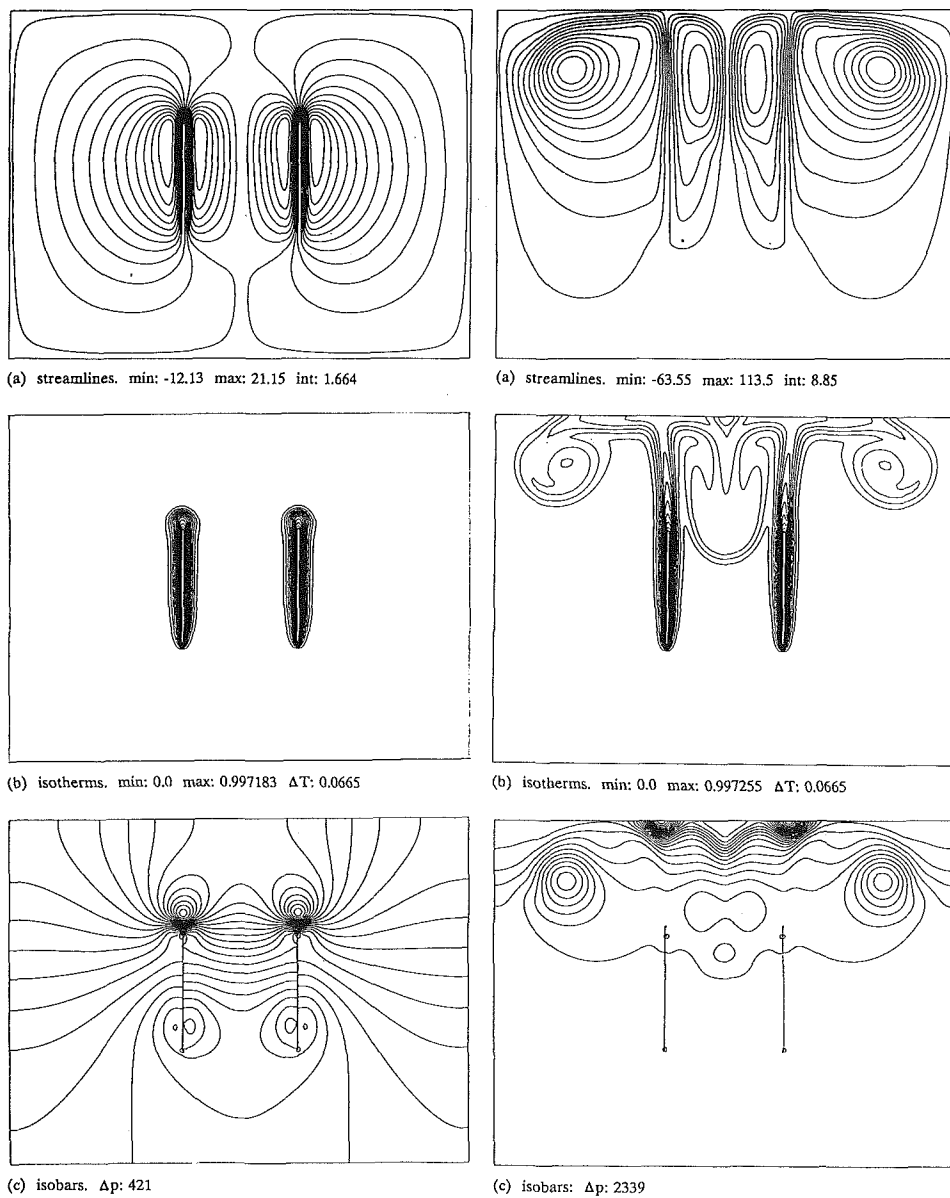 (a) streamlines. min: -12.13 max: 21.15 int: 1.664
(a) streamlines. min: -63.55 max: 113.5 int: 8.85
(b) isotherms. min: 0.0 max: 0.997183 ΔT: 0.0665
(b) isotherms. min: 0.0 max: 0.997255 ΔT: 0.0665
(c) isobars. Δp: 421
(c) isobars: Δp: 2339